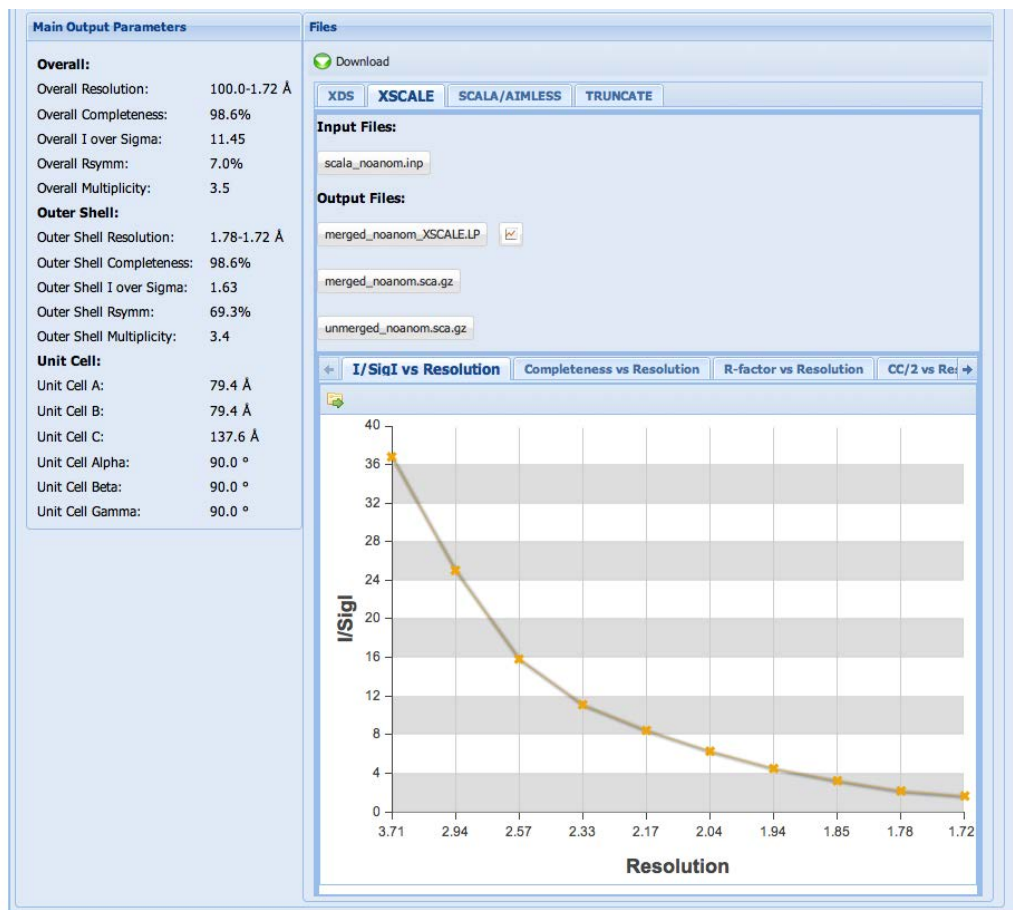 Main Output Parameters
Overall:
Overall Resolution: 100.0-1.72 Å
Overall Completeness: 98.6%
Overall I over Sigma: 11.45
Overall Rsymm: 7.0%
Overall Multiplicity: 3.5
Outer Shell:
Outer Shell Resolution: 1.78-1.72 Å
Outer Shell Completeness: 98.6%
Outer Shell I over Sigma: 1.63
Outer Shell Rsymm: 69.3%
Outer Shell Multiplicity: 3.4
Unit Cell:
Unit Cell A: 79.4 Å
Unit Cell B: 79.4 Å
Unit Cell C: 137.6 Å
Unit Cell Alpha: 90.0 º
Unit Cell Beta: 90.0 º
Unit Cell Gamma: 90.0 º
Files
Download
XDS XSCALE SCALA/AIMLESS TRUNCATE
Input Files:
scala_noanom.inp
Output Files:
merged_noanom_XSCALE.LP
merged_noanom.sca.gz
unmerged_noanom.sca.gz
I/SigI vs Resolution Completeness vs Resolution R-factor vs Resolution CC/2 vs Re
40
36
32
28
24
20
16
12
8
4
0
I/SigI
3.71 2.94 2.57 2.33 2.17 2.04 1.94 1.85 1.78 1.72
Resolution